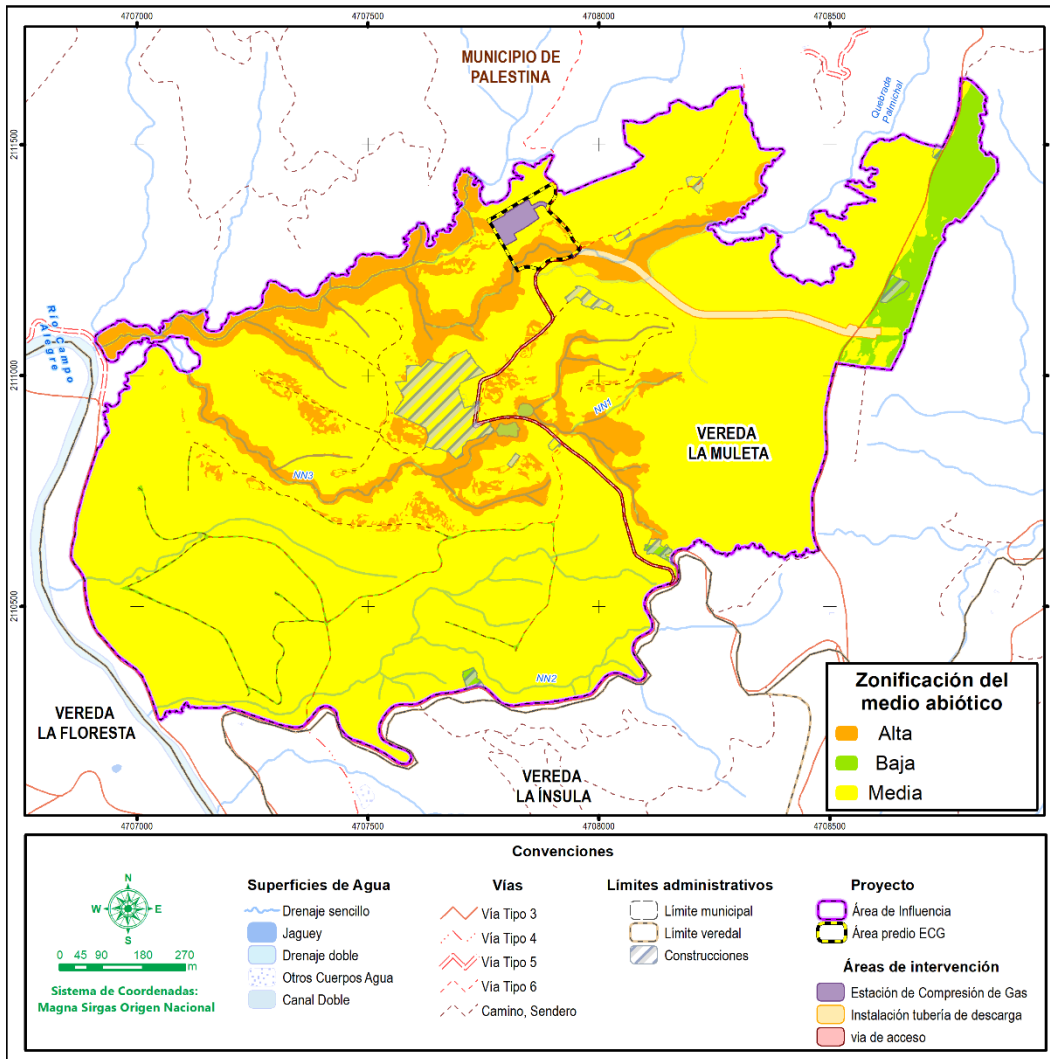 4707000
4707500
4708000
4708500
2111500
2111000
2110500
MUNICIPIO DE
PALESTINA
Quebrada
Palmichal
Río Campo
Alegre
NN1
NN3
NN2
VEREDA
LA MULETA
VEREDA
LA FLORESTA
VEREDA
LA ÍNSULA
Zonificación del
medio abiótico
Alta
Baja
Media
4707000
4707500
4708000
4708500
Convenciones
N
W
E
S
0 45 90 180 270
m
Sistema de Coordenadas:
Magna Sirgas Origen Nacional
Superficies de Agua
Drenaje sencillo
Jaguey
Drenaje doble
Otros Cuerpos Agua
Canal Doble
Vías
Vía Tipo 3
Vía Tipo 4
Vía Tipo 5
Vía Tipo 6
Camino, Sendero
Límites administrativos
Límite municipal
Límite veredal
Construcciones
Proyecto
Área de Influencia
Área predio ECG
Áreas de intervención
Estación de Compresión de Gas
Instalación tubería de descarga
via de acceso